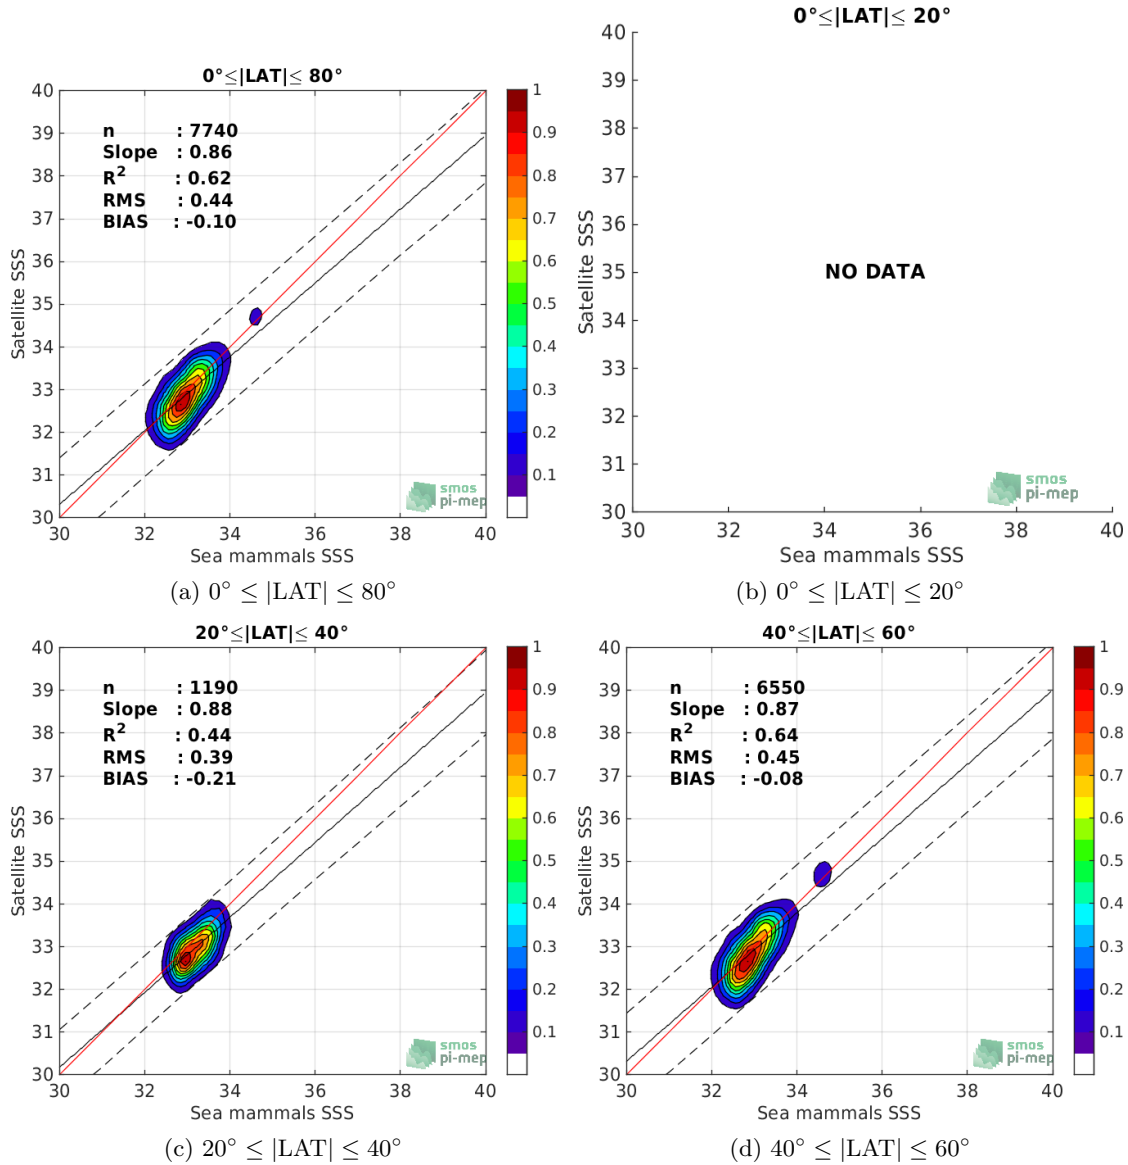 0°≤|LAT|≤ 80°
40
39
38
37
36
35
34
33
32
31
30
Satellite SSS
n : 7740
Slope : 0.86
R² : 0.62
RMS : 0.44
BIAS : -0.10
smos
pi-mep
30 32 34 36 38 40
Sea mammals SSS
1
0.9
0.8
0.7
0.6
0.5
0.4
0.3
0.2
0.1
(a) 0° ≤ |LAT| ≤ 80°
0°≤|LAT|≤ 20°
40
39
38
37
36
35
34
33
32
31
30
Satellite SSS
NO DATA
smos
pi-mep
30 32 34 36 38 40
Sea mammals SSS
(b) 0° ≤ |LAT| ≤ 20°
20°≤|LAT|≤ 40°
40
39
38
37
36
35
34
33
32
31
30
Satellite SSS
n : 1190
Slope : 0.88
R² : 0.44
RMS : 0.39
BIAS : -0.21
smos
pi-mep
30 32 34 36 38 40
Sea mammals SSS
1
0.9
0.8
0.7
0.6
0.5
0.4
0.3
0.2
0.1
(c) 20° ≤ |LAT| ≤ 40°
40°≤|LAT|≤ 60°
40
39
38
37
36
35
34
33
32
31
30
Satellite SSS
n : 6550
Slope : 0.87
R² : 0.64
RMS : 0.45
BIAS : -0.08
smos
pi-mep
30 32 34 36 38 40
Sea mammals SSS
1
0.9
0.8
0.7
0.6
0.5
0.4
0.3
0.2
0.1
(d) 40° ≤ |LAT| ≤ 60°